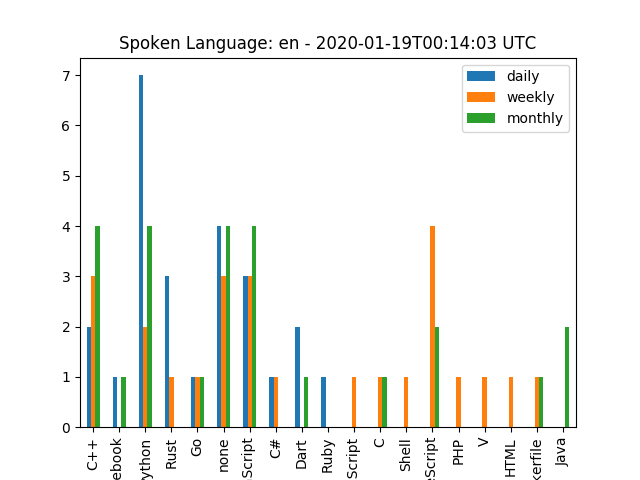 Spoken Language: en - 2020-01-19T00:14:03 UTC
daily
weekly
monthly
7
6
5
4
3
2
1
0
C++
ebook
ython
Rust
Go
none
Script
C#
Dart
Ruby
Script
C
Shell
Script
PHP
V
HTML
kerfile
Java